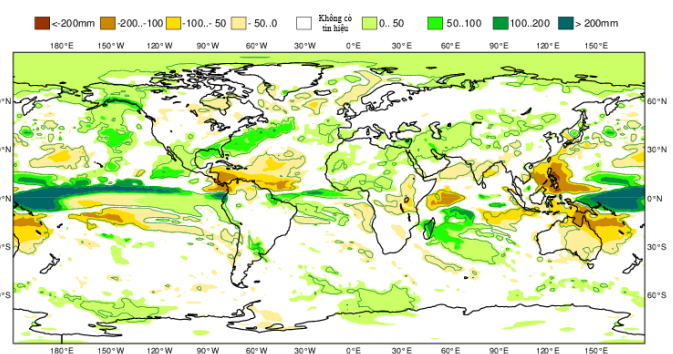 <-200mm -200..-100 -100..- 50 - 50..0 Không có 0.. 50 50..100 100..200 > 200mm
tín hiệu
180°E 150°W 120°W 90°W 60°W 30°W 0°E 30°E 60°E 90°E 120°E 150°E
°N 60°N
°N 30°N
°N 0°N
°S 30°S
°S 60°S
180°E 150°W 120°W 90°W 60°W 30°W 0°E 30°E 60°E 90°E 120°E 150°E